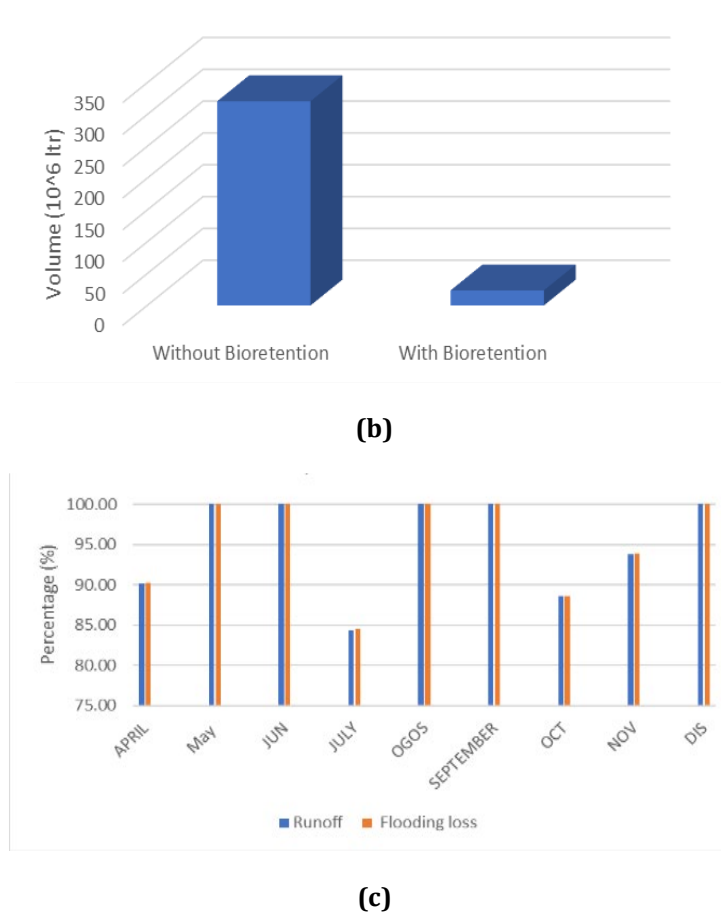 350
300
250
200
150
100
50
0
Volume (10^6 ltr)
Without Bioretention With Bioretention
(b)
100.00
95.00
90.00
85.00
80.00
75.00
Percentage (%)
APRIL May JUN JULY OGOS SEPTEMBER OCT NOV DIS
Runoff Flooding loss
(c)